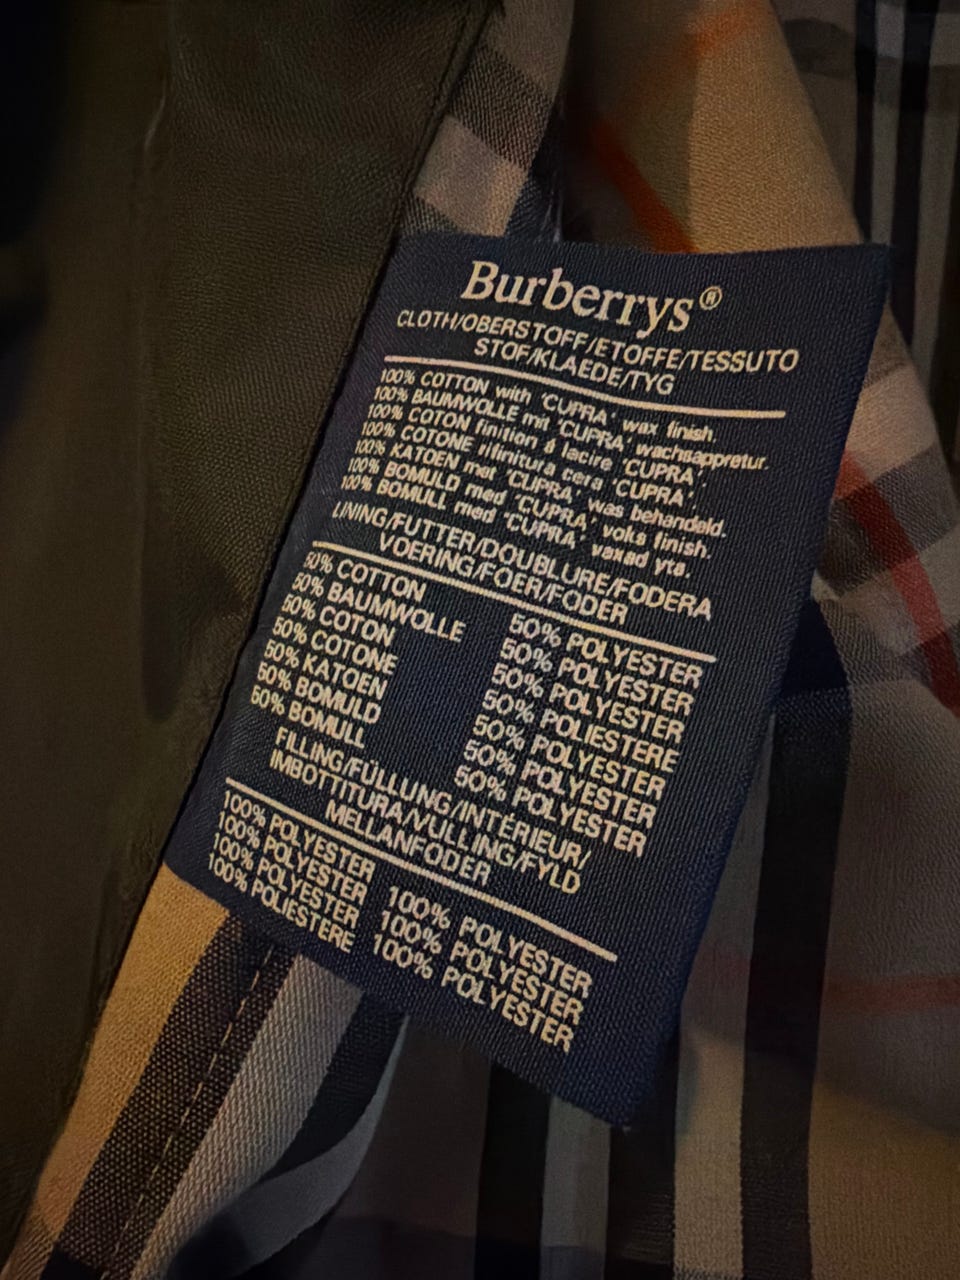 Burberrys®
CLOTH/OBERSTOFF/ETOFFE/TESSUTO
STOF/KLAEDE/TYG
100% COTTON with 'CUPRA' wax finish.
100% BAUMWOLLE mit 'CUPRA' wachsappretur.
100% COTON finition á lacire 'CUPRA'.
100% COTONE rifinitura cera 'CUPRA'.
100% KATOEN met 'CUPRA' was behandeld.
100% BOMULD med 'CUPRA' voks finish.
100% BOMULL med 'CUPRA' vaxad yta.
LINING/FUTTER/DOUBLURE/FODERA
VOERING/FOER/FODER
50% COTTON 50% POLYESTER
50% BAUMWOLLE 50% POLYESTER
50% COTON 50% POLYESTER
50% COTONE 50% POLIESTERE
50% KATOEN 50% POLYESTER
50% BOMULD 50% POLYESTER
50% BOMULL 50% POLYESTER
FILLING/FÜLLUNG/INTÉRIEUR/
IMBOTTITURA/VULLING/FYLD
MELLANFODER
100% POLYESTER 100% POLYESTER
100% POLYESTER 100% POLYESTER
100% POLYESTER 100% POLYESTER
100% POLIESTERE